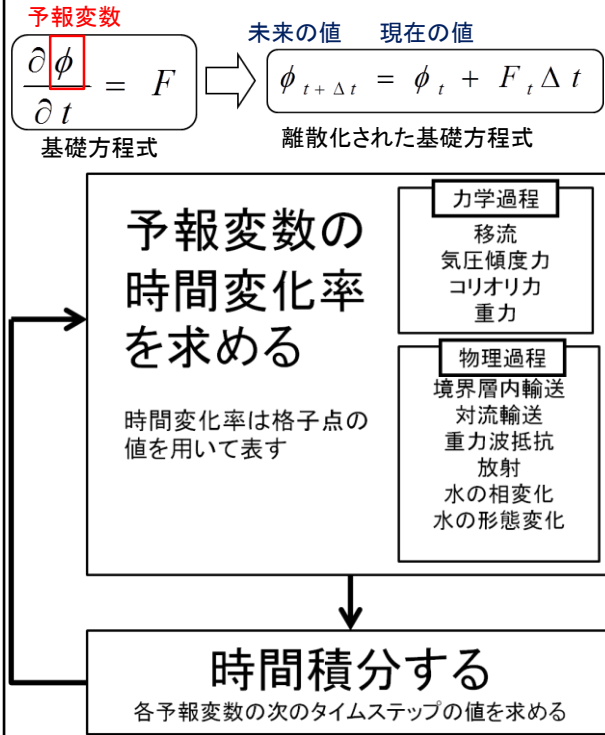 予報変数
∂ϕ/∂t = F
基礎方程式
未来の値 現在の値
ϕ t+Δt = ϕ t + F t Δt
離散化された基礎方程式
予報変数の
時間変化率
を求める
時間変化率は格子点の
値を用いて表す
力学過程
移流
気圧傾度力
コリオリカ
重力
物理過程
境界層内輸送
対流輸送
重力波抵抗
放射
水の相変化
水の形態変化
時間積分する
各予報変数の次のタイムステップの値を求める